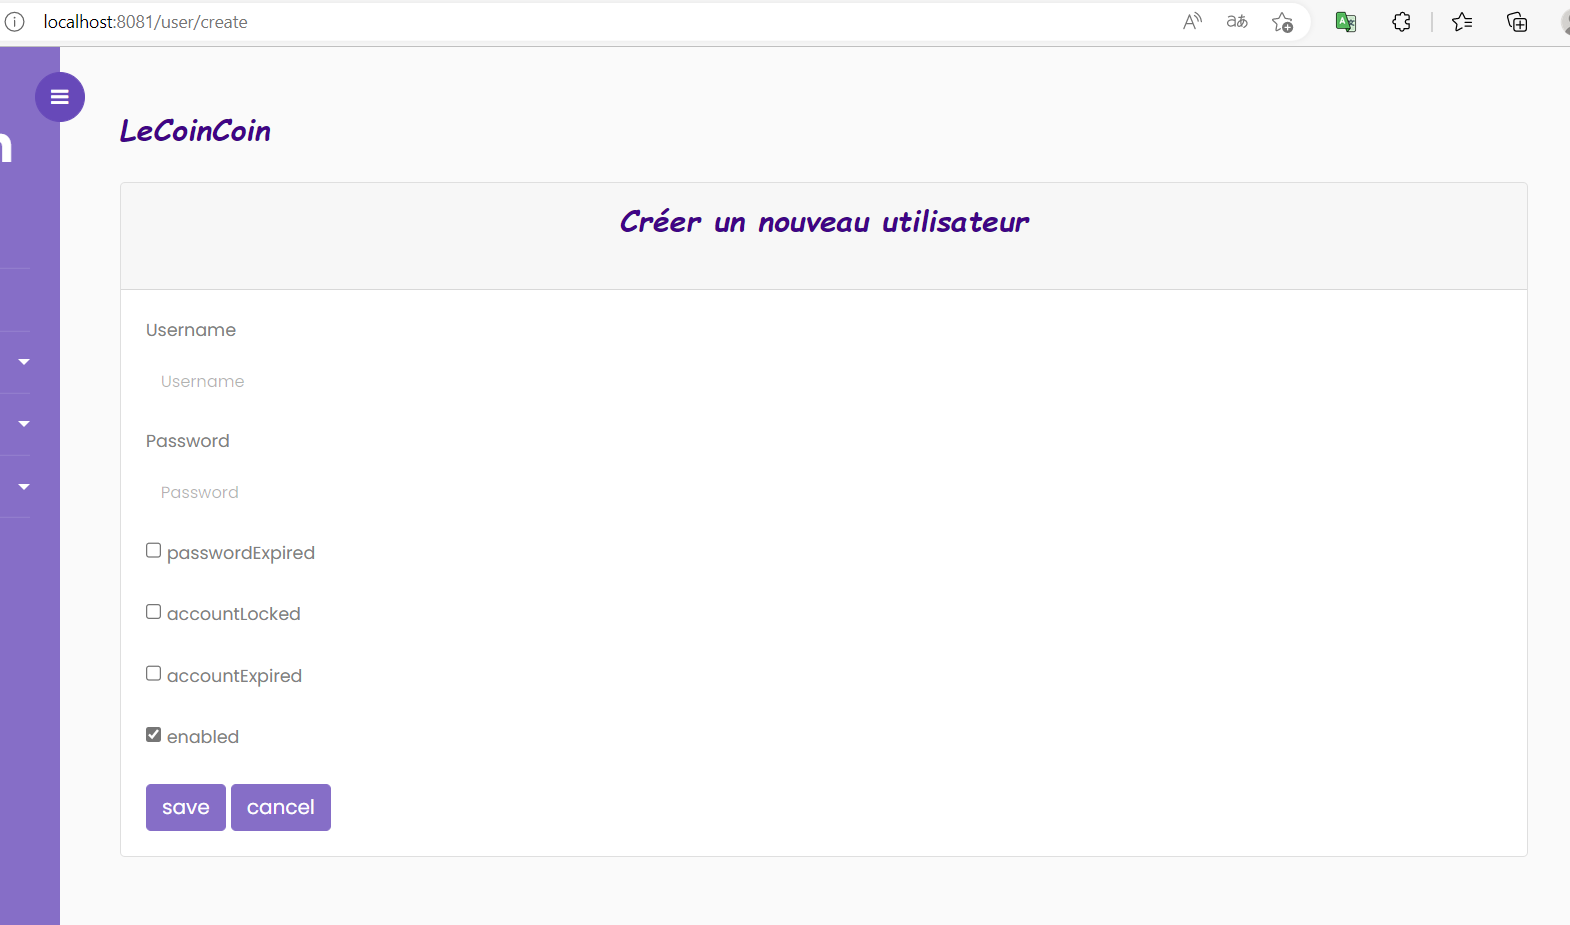 localhost:8081/user/create
n
LeCoinCoin
Créer un nouveau utilisateur
Username
Username
Password
Password
passwordExpired
accountLocked
accountExpired
enabled
save cancel